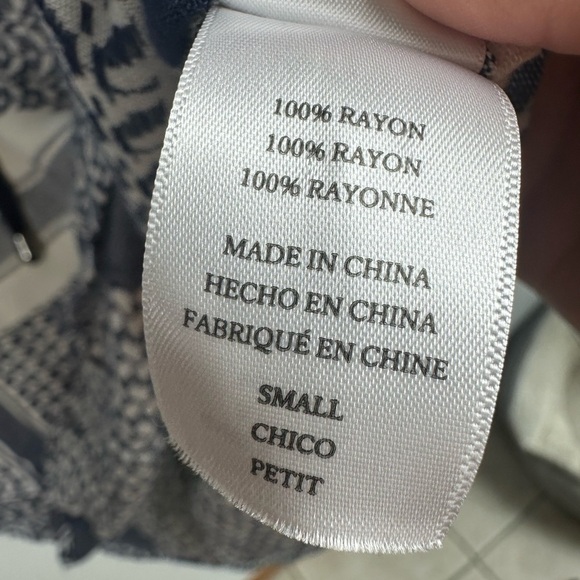 100% RAYON
100% RAYON
100% RAYONNE
MADE IN CHINA
HECHO EN CHINA
FABRIQUÉ EN CHINE
SMALL
CHICO
PETIT